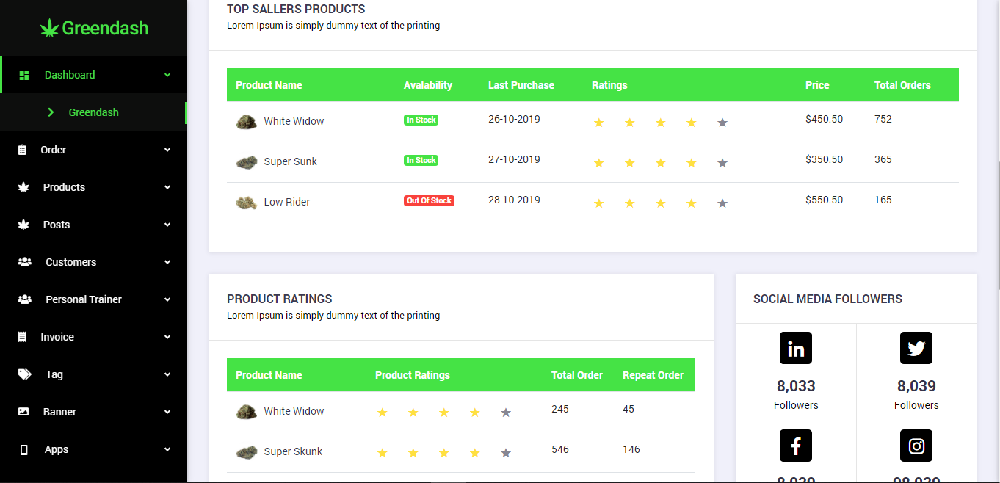 Greendash
Dashboard
Greendash
Order
Products
Posts
Customers
Personal Trainer
Invoice
Tag
Banner
Apps
TOP SALLERS PRODUCTS
Lorem Ipsum is simply dummy text of the printing
Product Name Avalability Last Purchase Ratings Price Total Orders
White Widow In Stock 26-10-2019 $450.50 752
Super Sunk In Stock 27-10-2019 $350.50 365
Low Rider Out Of Stock 28-10-2019 $550.50 165
PRODUCT RATINGS
Lorem Ipsum is simply dummy text of the printing
Product Name Product Ratings Total Order Repeat Order
White Widow 245 45
Super Skunk 546 146
SOCIAL MEDIA FOLLOWERS
in
8,033 8,039
Followers Followers